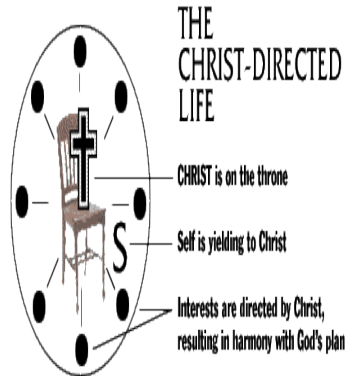 THE
CHRIST-DIRECTED
LIFE
CHRIST is on the throne
S
Self is yielding to Christ
Interests are directed by Christ,
resulting in harmony with God's plan